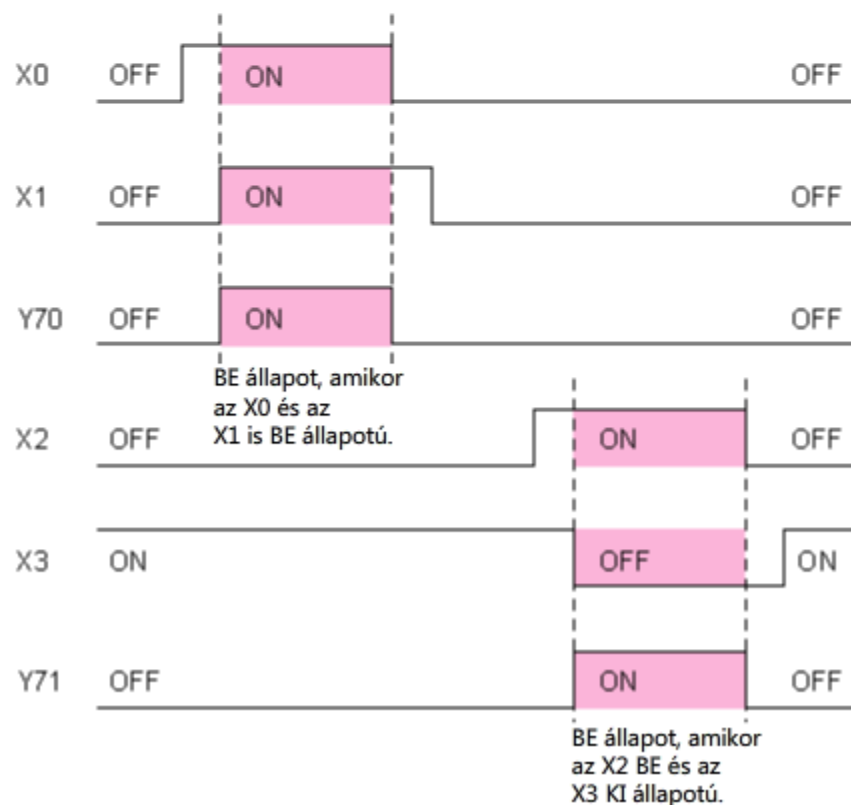 X0 OFF ON OFF
X1 OFF ON OFF
Y70 OFF ON OFF
BE állapot, amikor
az X0 és az
X1 is BE állapotú.
X2 OFF ON OFF
X3 ON OFF ON
Y71 OFF ON OFF
BE állapot, amikor
az X2 BE és az
X3 KI állapotú.